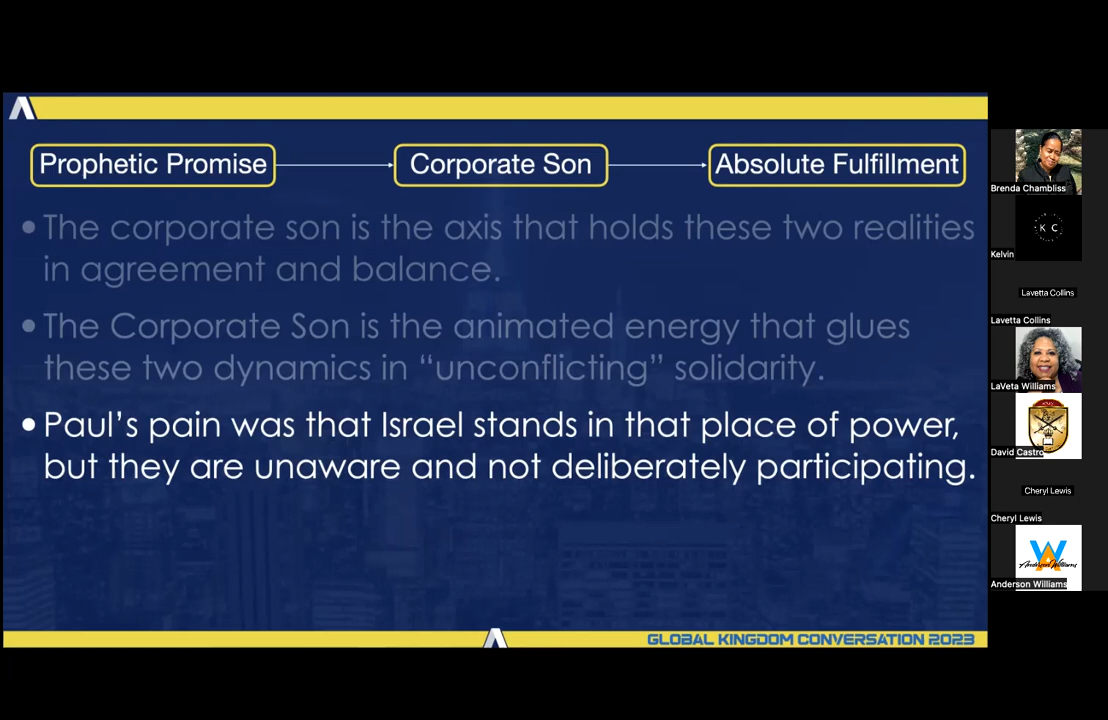 Prophetic Promise
Corporate Son
Absolute Fulfillment
• The corporate son is the axis that holds these two realities
in agreement and balance.
• The Corporate Son is the animated energy that glues
these two dynamics in “unconflicting” solidarity.
• Paul’s pain was that Israel stands in that place of power,
but they are unaware and not deliberately participating.
GLOBAL KINGDOM CONVERSATION 2023
Brenda Chambliss
K C
Kelvin
Lavetta Collins
Lavetta Collins
LaVeta Williams
David Castro
Cheryl Lewis
Cheryl Lewis
WA
Anderson Williams
Anderson Williams